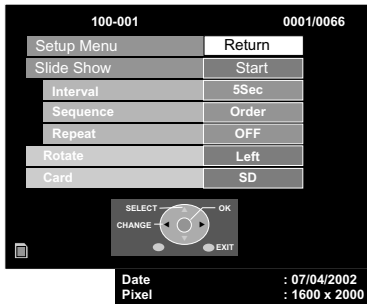 100-001 0001/0066
Setup Menu Return
Slide Show Start
Interval 5Sec
Sequence Order
Repeat OFF
Rotate Left
Card SD
SELECT OK
CHANGE
EXIT
Date : 07/04/2002
Pixel : 1600 x 2000